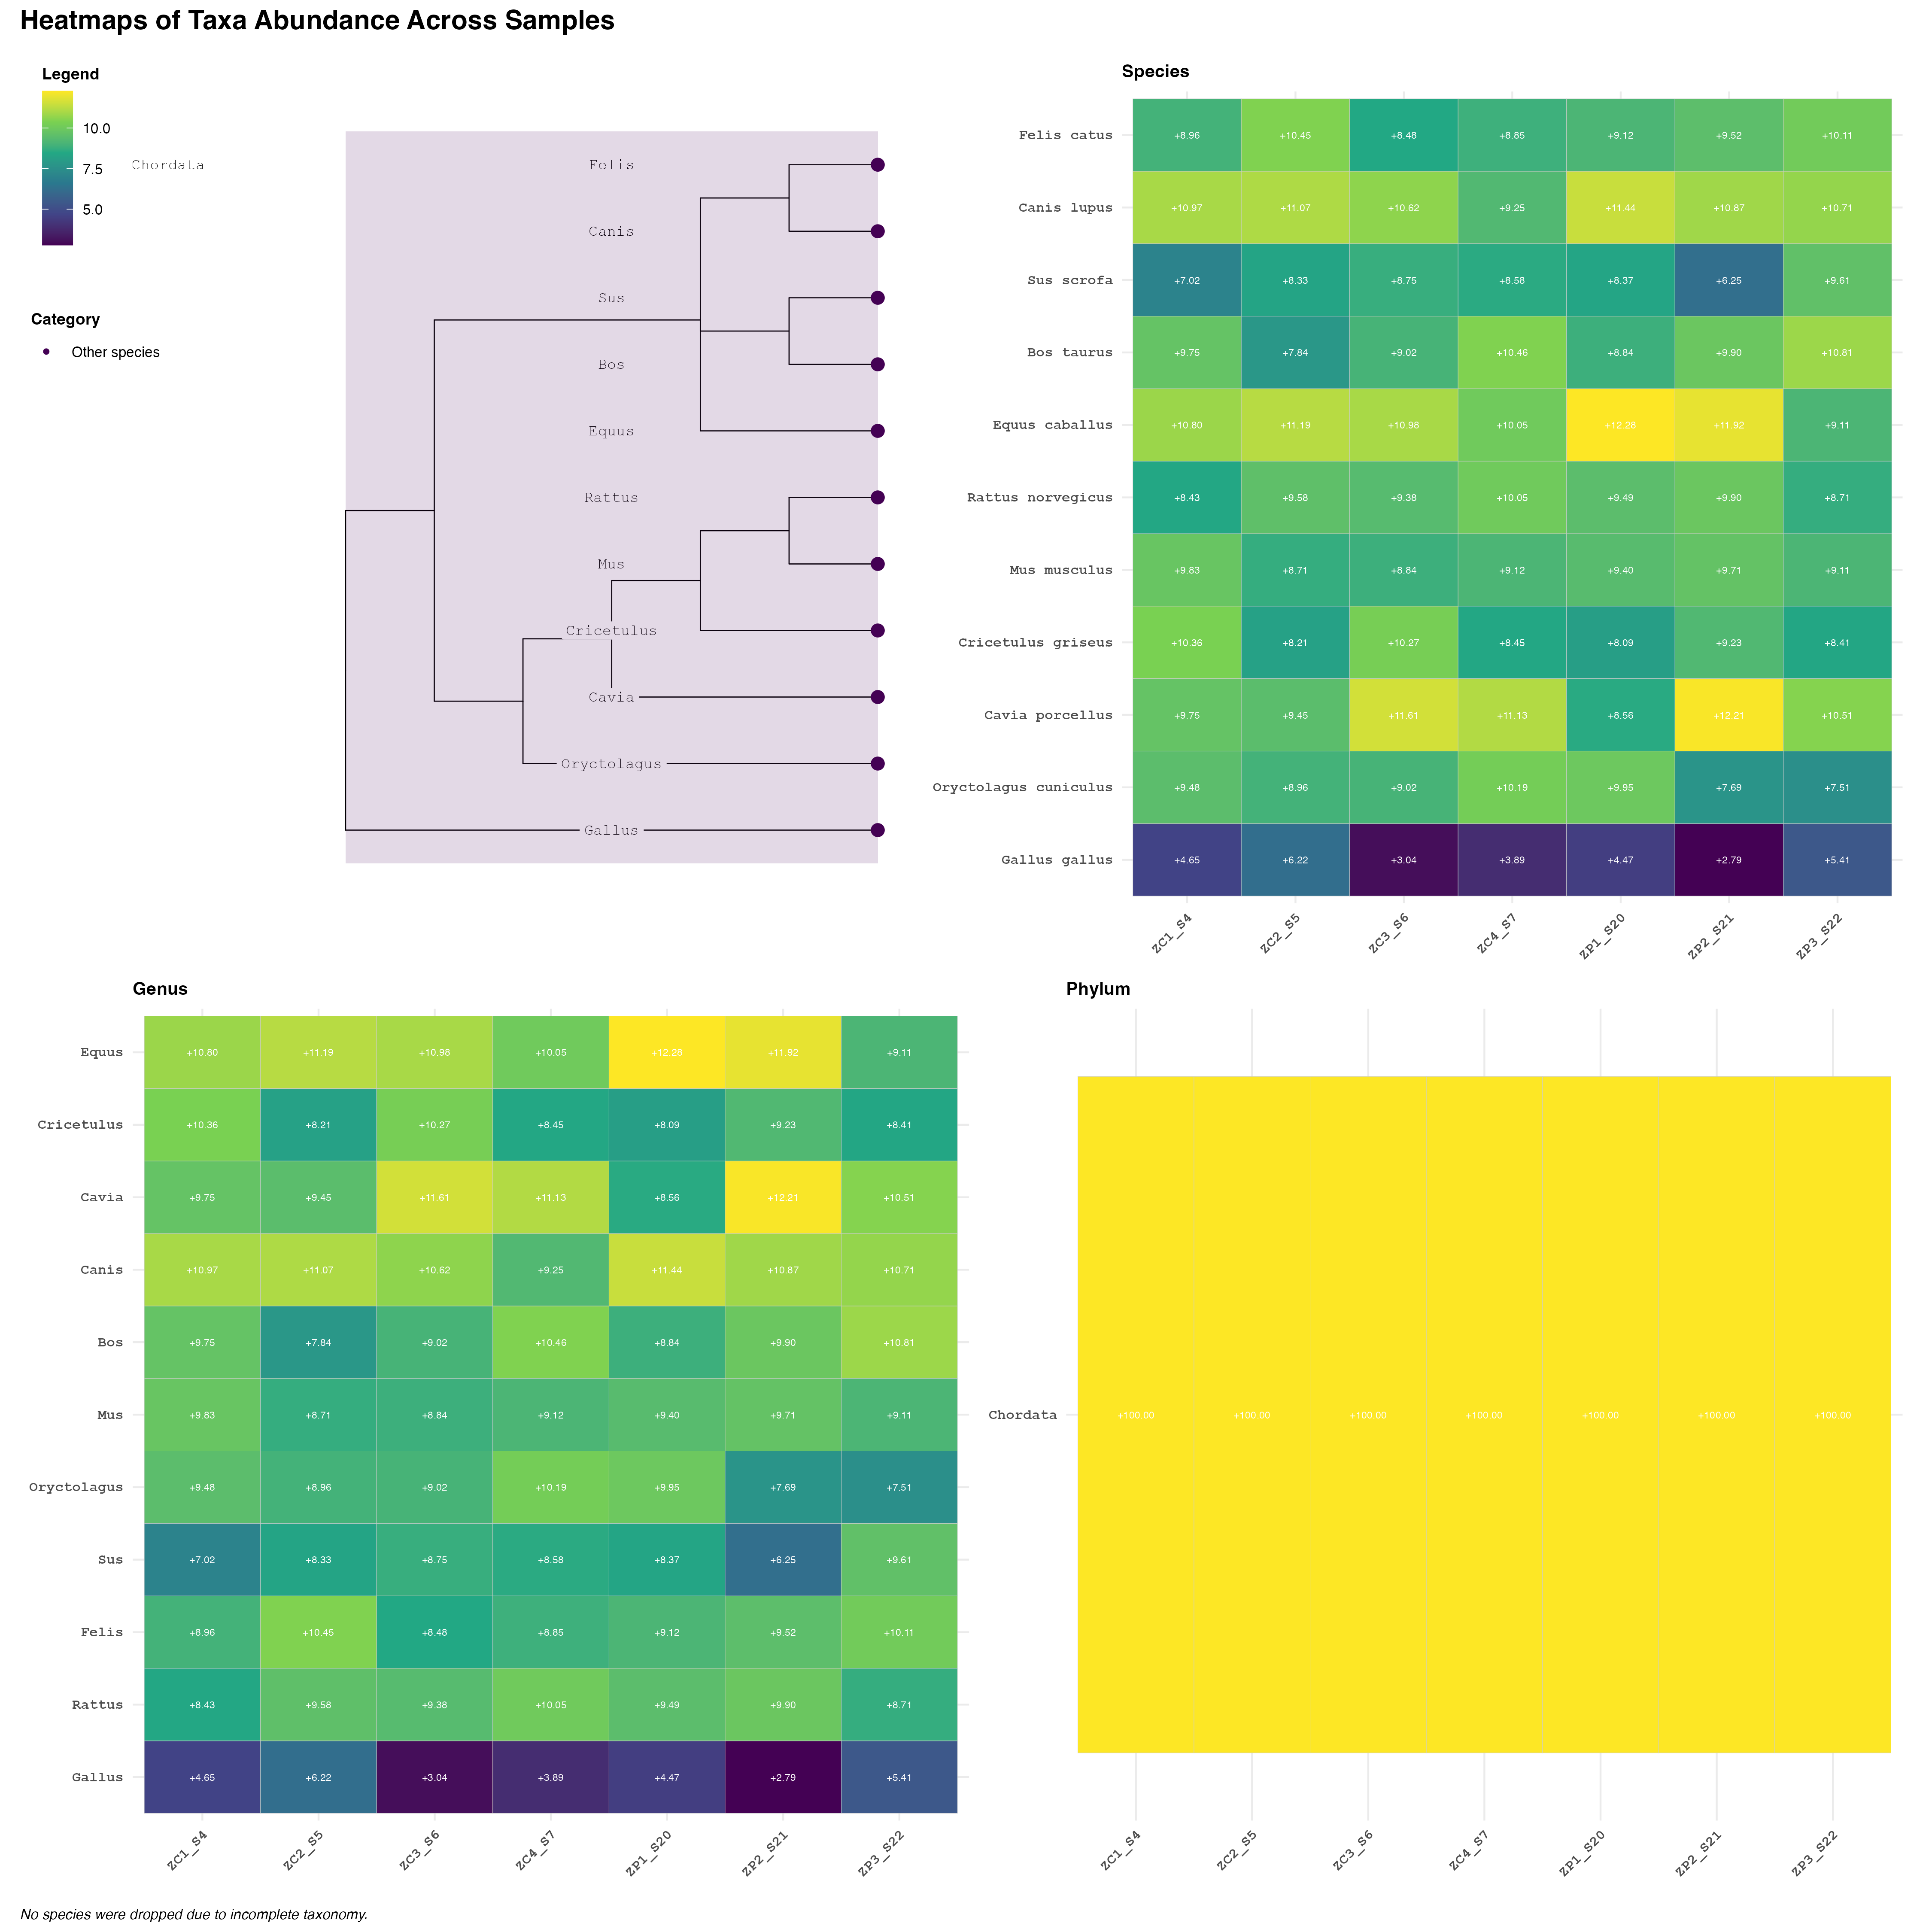 Heatmaps of Taxa Abundance Across Samples
Legend
10.0
7.5
5.0
Category
Other species
Chordata
Felis
Canis
Sus
Bos
Equus
Rattus
Mus
Cricetulus
Cavia
Oryctolagus
Gallus
Species
Felis catus +8.96 +10.45 +8.48 +8.85 +9.12 +9.52 +10.11
Canis lupus +10.97 +11.07 +10.62 +9.25 +11.44 +10.87 +10.71
Sus scrofa +7.02 +8.33 +8.75 +8.58 +8.37 +6.25 +9.61
Bos taurus +9.75 +7.84 +9.02 +10.46 +8.84 +9.90 +10.81
Equus caballus +10.80 +11.19 +10.98 +10.05 +12.28 +11.92 +9.11
Rattus norvegicus +8.43 +9.58 +9.38 +10.05 +9.49 +9.90 +8.71
Mus musculus +9.83 +8.71 +8.84 +9.12 +9.40 +9.71 +9.11
Cricetulus griseus +10.36 +8.21 +10.27 +8.45 +8.09 +9.23 +8.41
Cavia porcellus +9.75 +9.45 +11.61 +11.13 +8.56 +12.21 +10.51
Oryctolagus cuniculus +9.48 +8.96 +9.02 +10.19 +9.95 +7.69 +7.51
Gallus gallus +4.65 +6.22 +3.04 +3.89 +4.47 +2.79 +5.41
ZC1_S4 ZC2_S5 ZC3_S6 ZC4_S7 ZP1_S20 ZP2_S21 ZP3_S22
Genus
Equus +10.80 +11.19 +10.98 +10.05 +12.28 +11.92 +9.11
Cricetulus +10.36 +8.21 +10.27 +8.45 +8.09 +9.23 +8.41
Cavia +9.75 +9.45 +11.61 +11.13 +8.56 +12.21 +10.51
Canis +10.97 +11.07 +10.62 +9.25 +11.44 +10.87 +10.71
Bos +9.75 +7.84 +9.02 +10.46 +8.84 +9.90 +10.81
Mus +9.83 +8.71 +8.84 +9.12 +9.40 +9.71 +9.11
Oryctolagus +9.48 +8.96 +9.02 +10.19 +9.95 +7.69 +7.51
Sus +7.02 +8.33 +8.75 +8.58 +8.37 +6.25 +9.61
Felis +8.96 +10.45 +8.48 +8.85 +9.12 +9.52 +10.11
Rattus +8.43 +9.58 +9.38 +10.05 +9.49 +9.90 +8.71
Gallus +4.65 +6.22 +3.04 +3.89 +4.47 +2.79 +5.41
ZC1_S4 ZC2_S5 ZC3_S6 ZC4_S7 ZP1_S20 ZP2_S21 ZP3_S22
Phylum
Chordata +100.00 +100.00 +100.00 +100.00 +100.00 +100.00 +100.00
ZC1_S4 ZC2_S5 ZC3_S6 ZC4_S7 ZP1_S20 ZP2_S21 ZP3_S22
No species were dropped due to incomplete taxonomy.